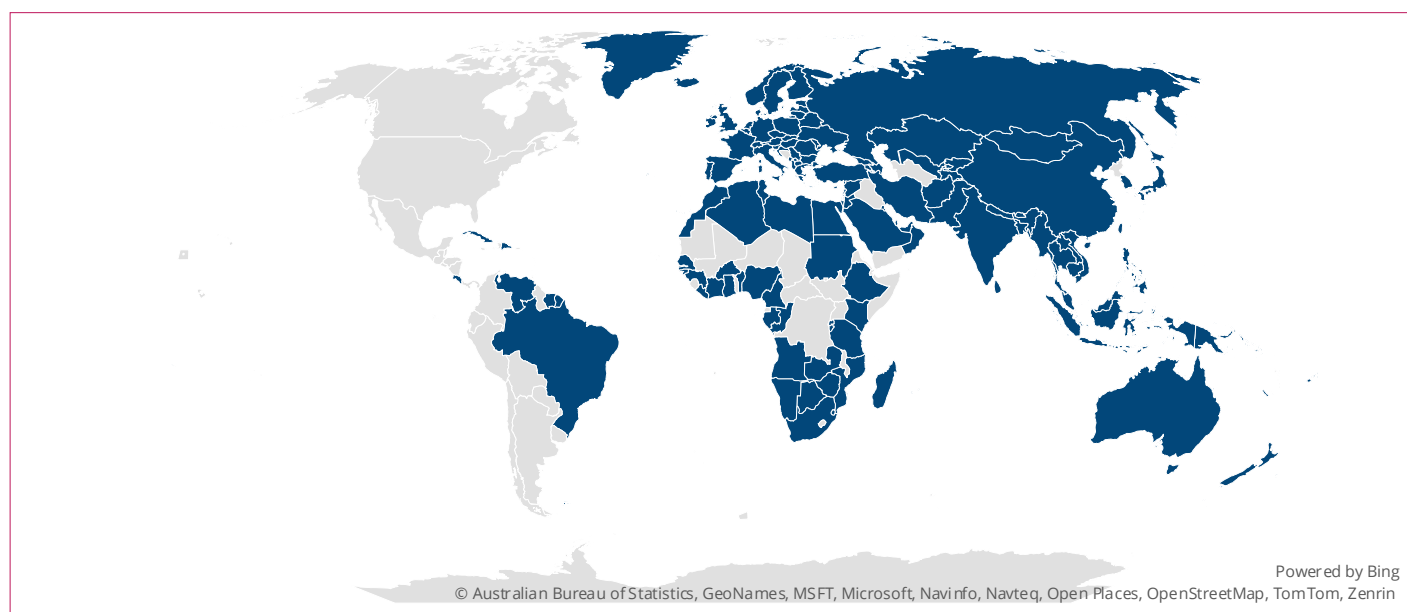 Powered by Bing
© Australian Bureau of Statistics, GeoNames, MSFT, Microsoft, Navinfo, Navteq, Open Places, OpenStreetMap, TomTom, Zenrin